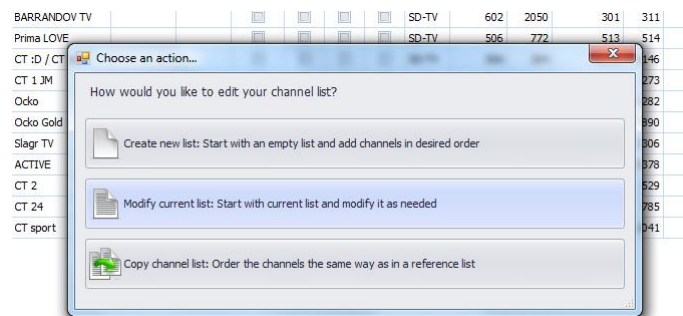 BARRANDOV TV SD-TV 602 2050 301 311
Prima LOVE SD-TV 506 772 513 514
CT :D / CT 146
Choose an action...
CT 1 JM 273
How would you like to edit your channel list?
Ocko 282
Ocko Gold 890
Create new list: Start with an empty list and add channels in desired order
Slagr TV 306
ACTIVE 378
CT 2 529
Modify current list: Start with current list and modify it as needed
CT 24 785
CT sport 041
Copy channel list: Order the channels the same way as in a reference list